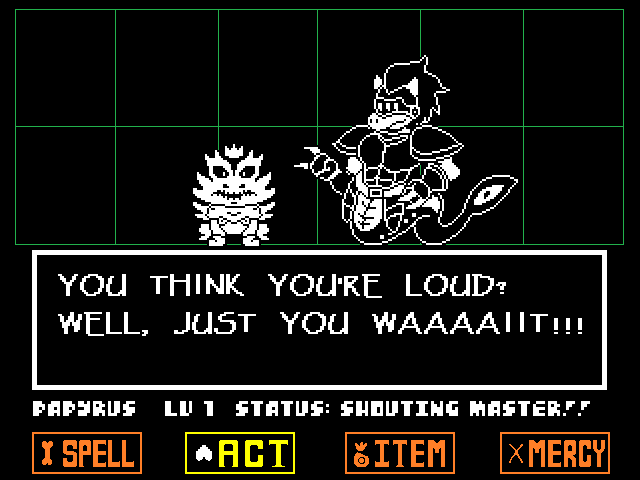 YOU THINK YOU'RE LOUD?
WELL, JUST YOU WAAAAIIT!!!
PAPYRUS LV 1 STATUS: SHOUTING MASTER!!
SPELL ACT ITEM MERCY